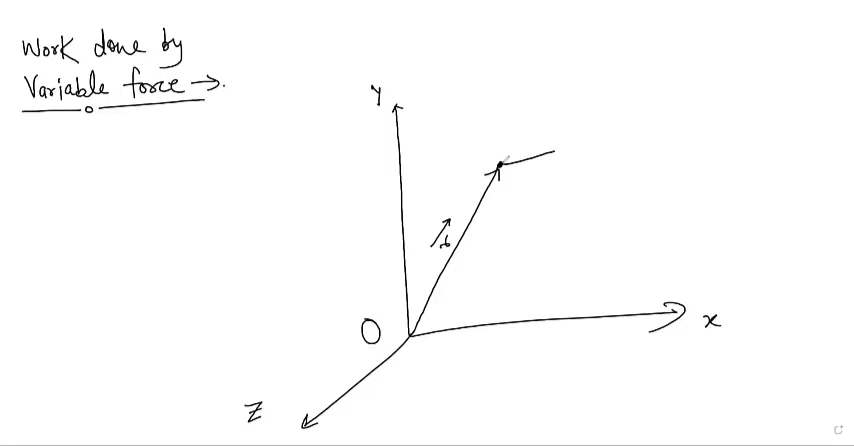 Work done by
Variable force →.
Y
r
O
x
Z